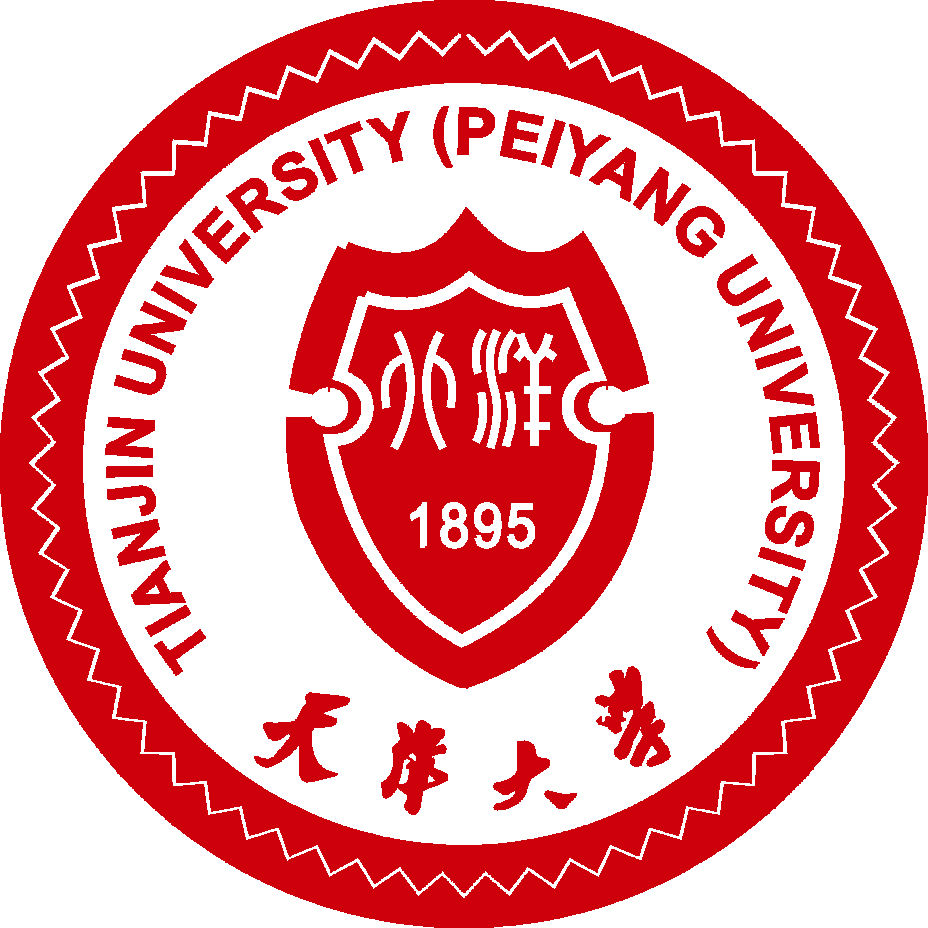 TIANJIN UNIVERSITY (PEIYANG UNIVERSITY)
北洋
1895
天津大学